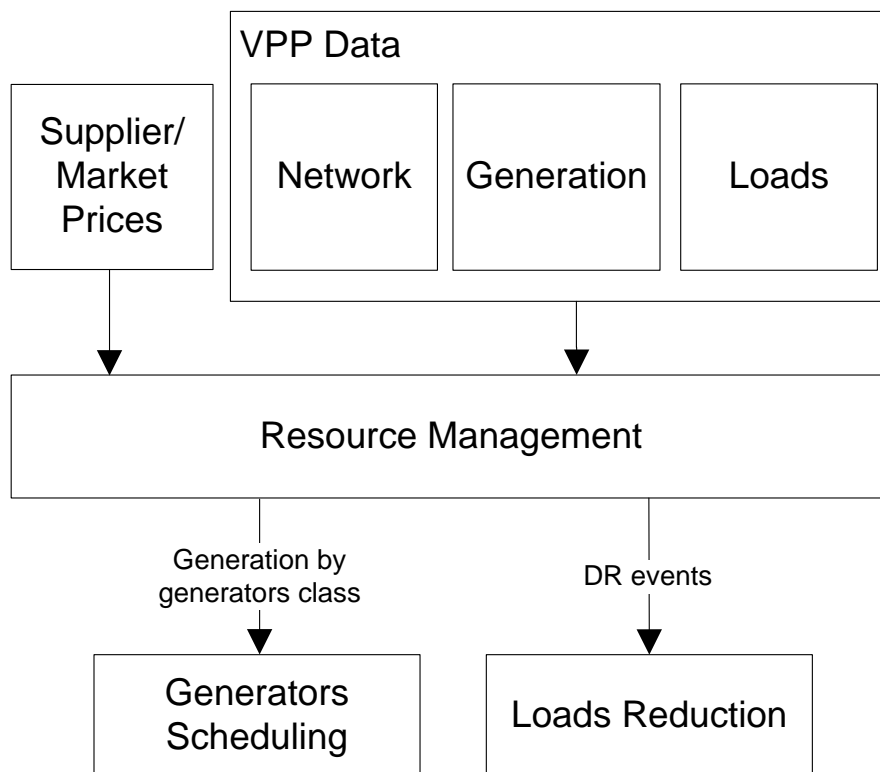 VPP Data
Supplier/
Market
Prices
Network
Generation
Loads
Resource Management
Generation by
generators class
DR events
Generators
Scheduling
Loads Reduction